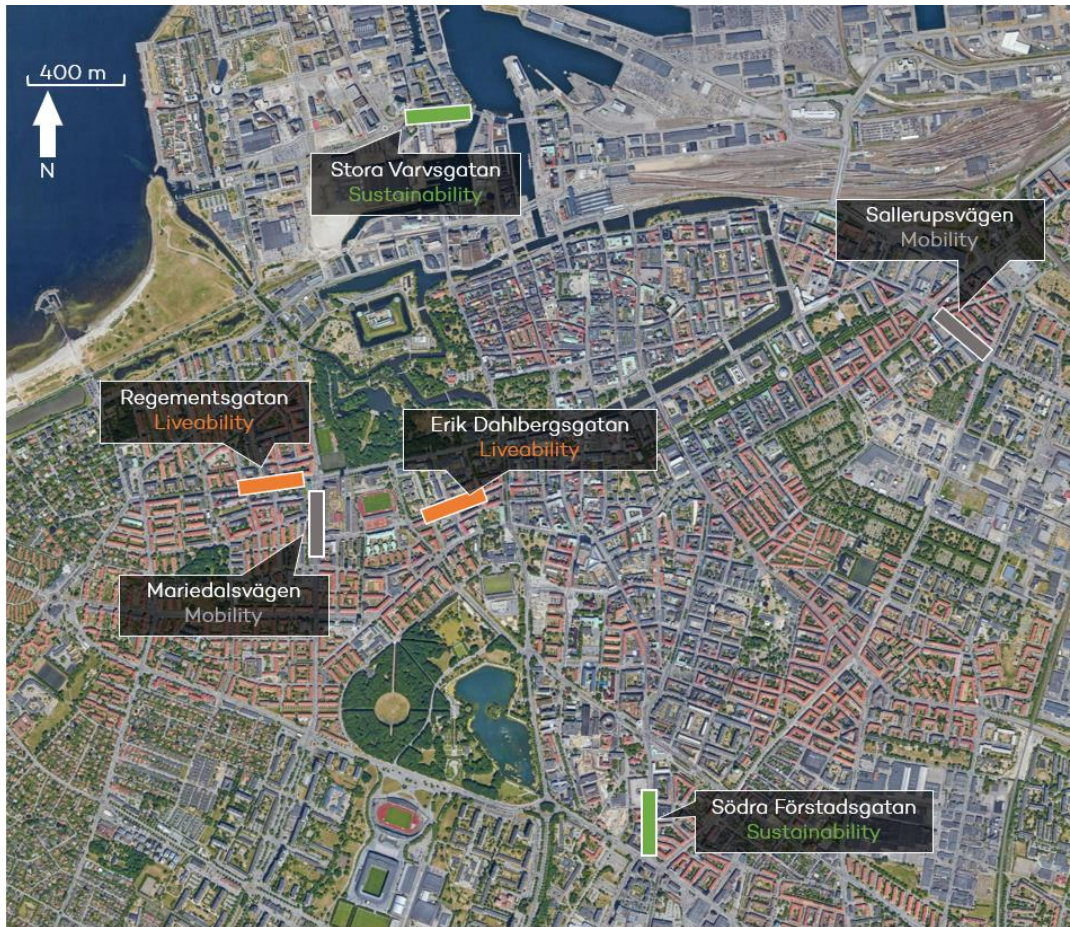 400 m
N
Stora Varvsgatan
Sustainability
Sallerupsvägen
Mobility
Regementsgatan
Liveability
Erik Dahlbergsgatan
Liveability
Mariedalsvägen
Mobility
Södra Förstadsgatan
Sustainability